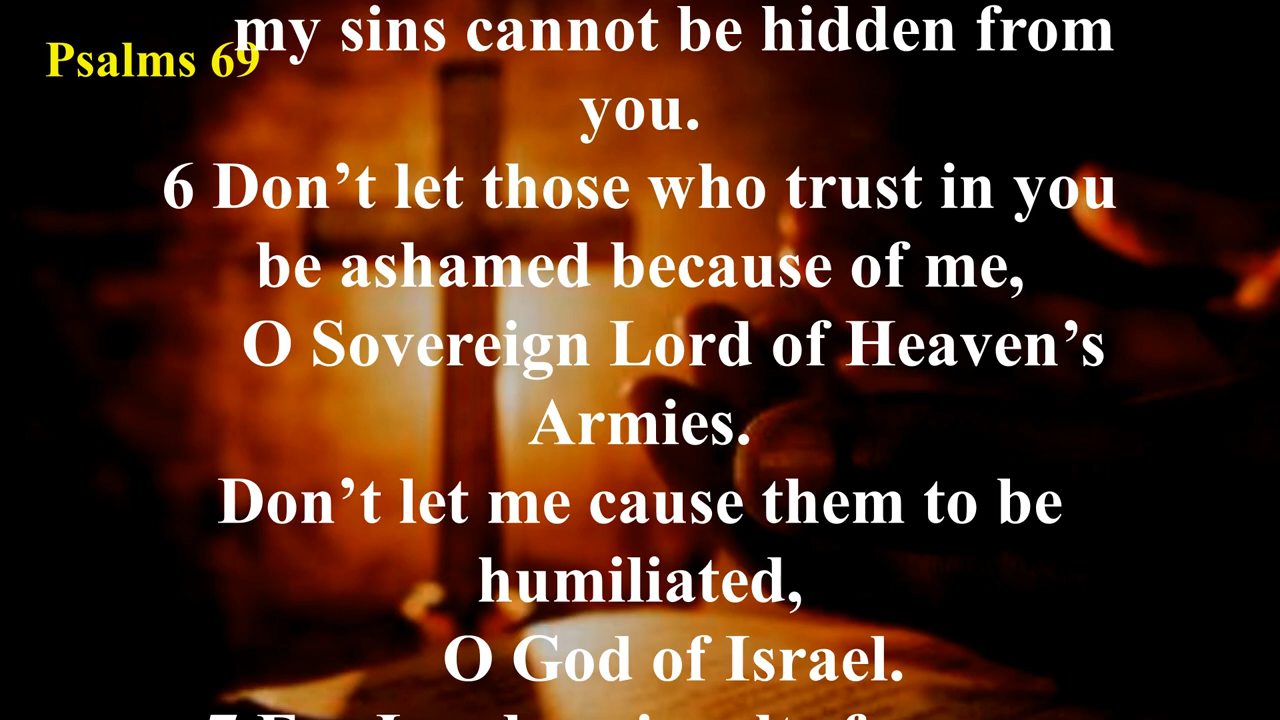 my sins cannot be hidden from
Psalms 69
you.
6 Don’t let those who trust in you
be ashamed because of me,
O Sovereign Lord of Heaven’s
Armies.
Don’t let me cause them to be
humiliated,
O God of Israel.